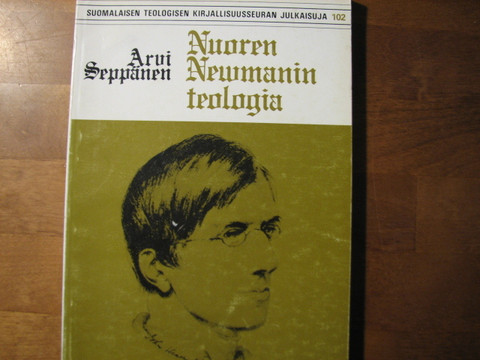 SUOMALAISEN TEOLOGISEN KIRJALLISUUSSEURAN JULKAISUJA 102
Arvi
Seppänen
Nuoren
Newmanin
teologia